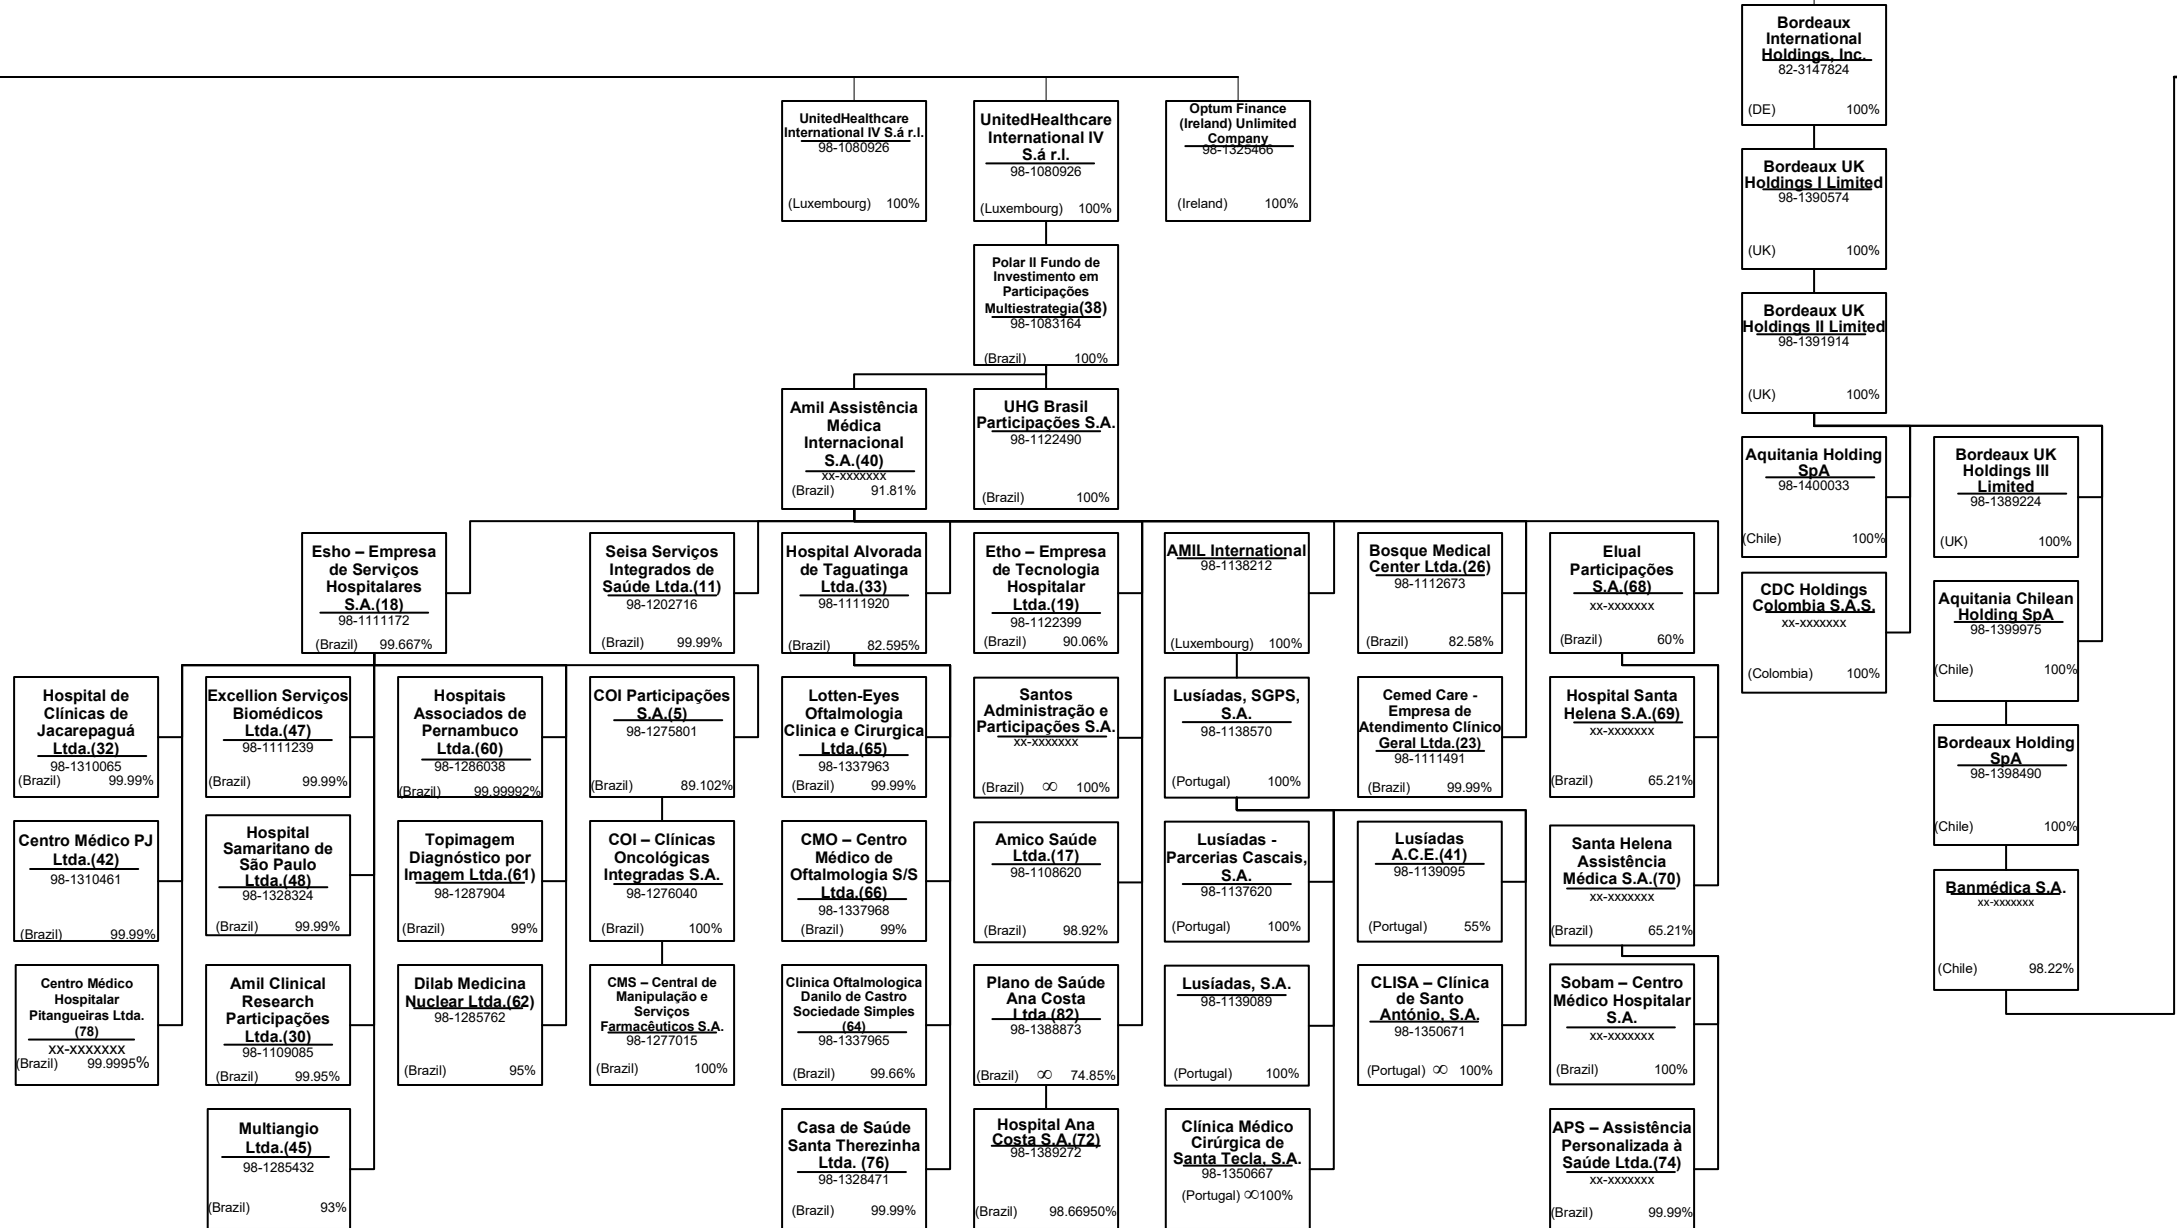 Bordeaux
International
Holdings, Inc.
82-3147824
(DE) 100%
UnitedHealthcare
International IV S.á r.l.
98-1080926
(Luxembourg) 100%
UnitedHealthcare
International IV
S.á r.l.
98-1080926
(Luxembourg) 100%
Optum Finance
(Ireland) Unlimited
Company
98-1325466
(Ireland) 100%
Bordeaux UK
Holdings I Limited
98-1390574
(UK) 100%
Polar II Fundo de
Investimento em
Participações
Multiestrategia(38)
98-1083164
(Brazil) 100%
Bordeaux UK
Holdings II Limited
98-1391914
(UK) 100%
Amil Assistência
Médica
Internacional
S.A.(40)
xx-xxxxxxx
(Brazil) 91.81%
UHG Brasil
Participações S.A.
98-1122490
(Brazil) 100%
Aquitania Holding
SpA
98-1400033
(Chile) 100%
Bordeaux UK
Holdings III
Limited
98-1389224
(UK) 100%
Esho – Empresa
de Serviços
Hospitalares
S.A.(18)
98-1111172
(Brazil) 99.667%
Seisa Serviços
Integrados de
Saúde Ltda.(11)
98-1202716
(Brazil) 99.99%
Hospital Alvorada
de Taguatinga
Ltda.(33)
98-1111920
(Brazil) 82.595%
Etho – Empresa
de Tecnologia
Hospitalar
Ltda.(19)
98-1122399
(Brazil) 90.06%
AMIL International
98-1138212
(Luxembourg) 100%
Bosque Medical
Center Ltda.(26)
98-1112673
(Brazil) 82.58%
Elual
Participações
S.A.(68)
xx-xxxxxxx
(Brazil) 60%
CDC Holdings
Colombia S.A.S.
xx-xxxxxxx
(Colombia) 100%
Aquitania Chilean
Holding SpA
98-1399975
(Chile) 100%
Hospital de
Clínicas de
Jacarepaguá
Ltda.(32)
98-1310065
(Brazil) 99.99%
Excellion Serviços
Biomédicos
Ltda.(47)
98-1111239
(Brazil) 99.99%
Hospitais
Associados de
Pernambuco
Ltda.(60)
98-1286038
(Brazil) 99.99992%
COI Participações
S.A.(5)
98-1275801
(Brazil) 89.102%
Lotten-Eyes
Oftalmologia
Clinica e Cirurgica
Ltda.(65)
98-1337963
(Brazil) 99.99%
Santos
Administração e
Participações S.A.
xx-xxxxxxx
(Brazil) ∞ 100%
Lusíadas, SGPS,
S.A.
98-1138570
(Portugal) 100%
Cemed Care -
Empresa de
Atendimento Clínico
Geral Ltda.(23)
98-1111491
(Brazil) 99.99%
Hospital Santa
Helena S.A.(69)
xx-xxxxxxx
(Brazil) 65.21%
Bordeaux Holding
SpA
98-1398490
(Chile) 100%
Centro Médico PJ
Ltda.(42)
98-1310461
(Brazil) 99.99%
Hospital
Samaritano de
São Paulo
Ltda.(48)
98-1328324
(Brazil) 99.99%
Topimagem
Diagnóstico por
Imagem Ltda.(61)
98-1287904
(Brazil) 99%
COI – Clínicas
Oncológicas
Integradas S.A.
98-1276040
(Brazil) 100%
CMO – Centro
Médico de
Oftalmologia S/S
Ltda.(66)
98-1337968
(Brazil) 99%
Amico Saúde
Ltda.(17)
98-1108620
(Brazil) 98.92%
Lusíadas -
Parcerias Cascais,
S.A.
98-1137620
(Portugal) 100%
Lusíadas
A.C.E.(41)
98-1139095
(Portugal) 55%
Santa Helena
Assistência
Médica S.A.(70)
xx-xxxxxxx
(Brazil) 65.21%
Banmédica S.A.
xx-xxxxxxx
(Chile) 98.22%
Centro Médico
Hospitalar
Pitangueiras Ltda.
(78)
xx-xxxxxxx
(Brazil) 99.9995%
Amil Clinical
Research
Participações
Ltda.(30)
98-1109085
(Brazil) 99.95%
Dilab Medicina
Nuclear Ltda.(62)
98-1285762
(Brazil) 95%
CMS – Central de
Manipulação e
Serviços
Farmacêuticos S.A.
98-1277015
(Brazil) 100%
Clinica Oftalmologica
Danilo de Castro
Sociedade Simples
(64)
98-1337965
(Brazil) 99.66%
Plano de Saúde
Ana Costa
Ltda.(82)
98-1388873
(Brazil) ∞ 74.85%
Lusíadas, S.A.
98-1139089
(Portugal) 100%
CLISA – Clínica
de Santo
António, S.A.
98-1350671
(Portugal) ∞ 100%
Sobam – Centro
Médico Hospitalar
S.A.
xx-xxxxxxx
(Brazil) 100%
Multiangio
Ltda.(45)
98-1285432
(Brazil) 93%
Casa de Saúde
Santa Therezinha
Ltda. (76)
98-1328471
(Brazil) 99.99%
Hospital Ana
Costa S.A.(72)
98-1389272
(Brazil) 98.66950%
Clínica Médico
Cirúrgica de
Santa Tecla, S.A.
98-1350667
(Portugal) ∞100%
APS – Assistência
Personalizada à
Saúde Ltda.(74)
xx-xxxxxxx
(Brazil) 99.99%